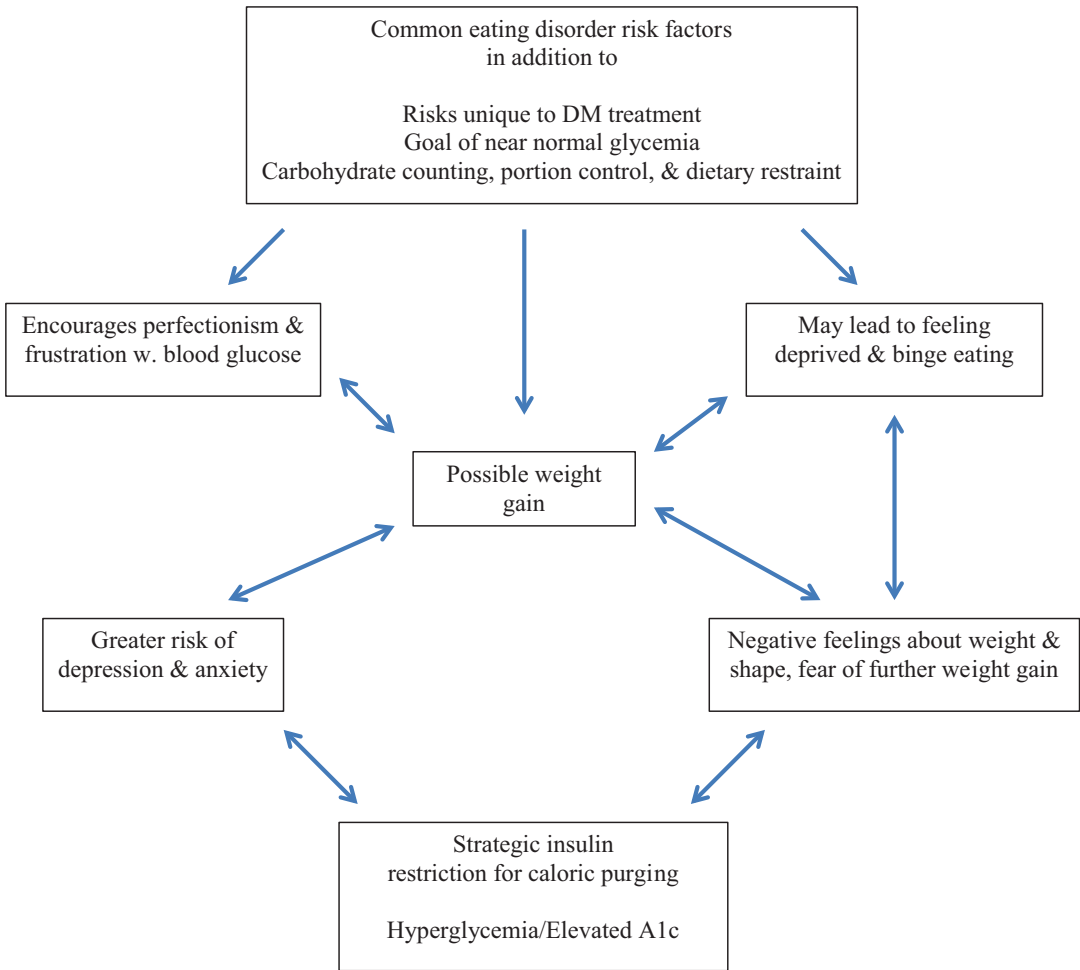 Common eating disorder risk factors
in addition to
Risks unique to DM treatment
Goal of near normal glycemia
Carbohydrate counting, portion control, & dietary restraint
Encourages perfectionism &
frustration w. blood glucose
May lead to feeling
deprived & binge eating
Possible weight
gain
Greater risk of
depression & anxiety
Negative feelings about weight &
shape, fear of further weight gain
Strategic insulin
restriction for caloric purging
Hyperglycemia/Elevated A1c